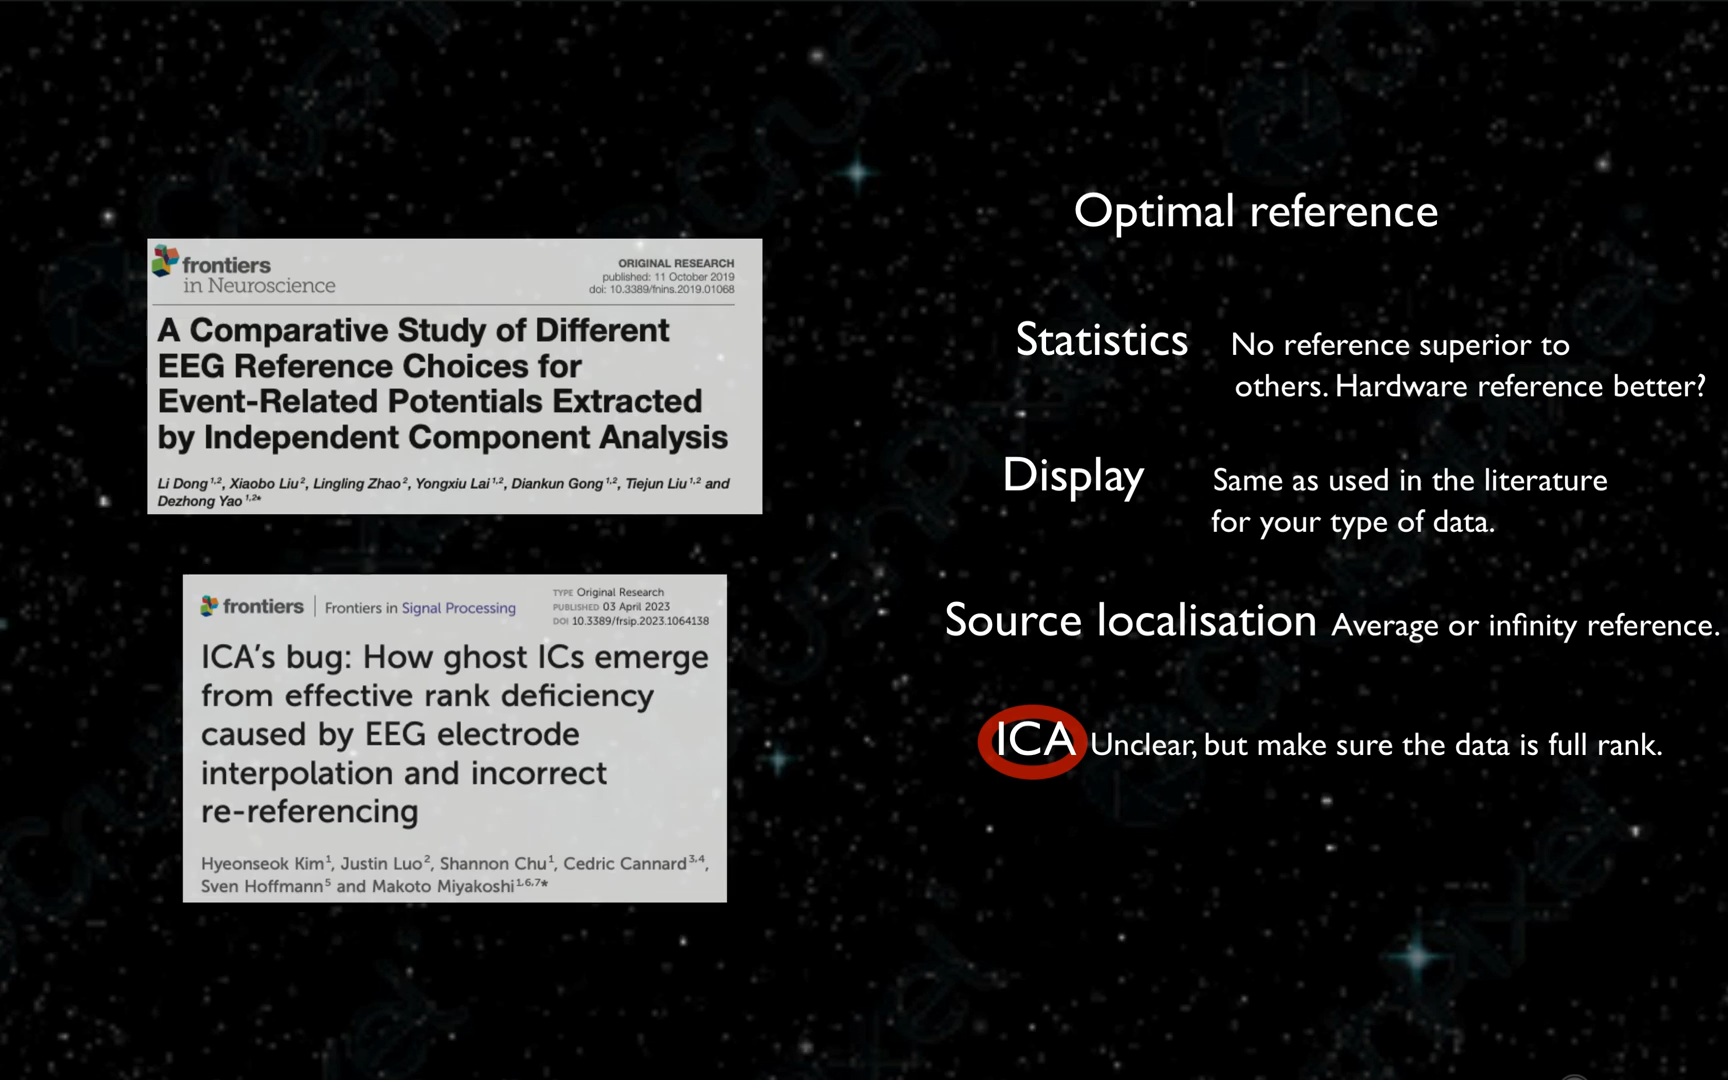 frontiers
in Neuroscience
ORIGINAL RESEARCH
published: 11 October 2019
doi: 10.3389/fnins.2019.01068
A Comparative Study of Different
EEG Reference Choices for
Event-Related Potentials Extracted
by Independent Component Analysis
Li Dong 1,2, Xiaobo Liu 2, Lingling Zhao 2, Yongxiu Lai 1,2, Diankun Gong 1,2, Tiejun Liu 1,2 and
Dezhong Yao 1,2*
frontiers | Frontiers in Signal Processing
TYPE Original Research
PUBLISHED 03 April 2023
DOI 10.3389/frsip.2023.1064138
ICA's bug: How ghost ICs emerge
from effective rank deficiency
caused by EEG electrode
interpolation and incorrect
re-referencing
Hyeonseok Kim1, Justin Luo2, Shannon Chu1, Cedric Cannard3,4,
Sven Hoffmann5 and Makoto Miyakoshi1,6,7*
Optimal reference
Statistics No reference superior to
others. Hardware reference better?
Display Same as used in the literature
for your type of data.
Source localisation Average or infinity reference.
ICA Unclear, but make sure the data is full rank.